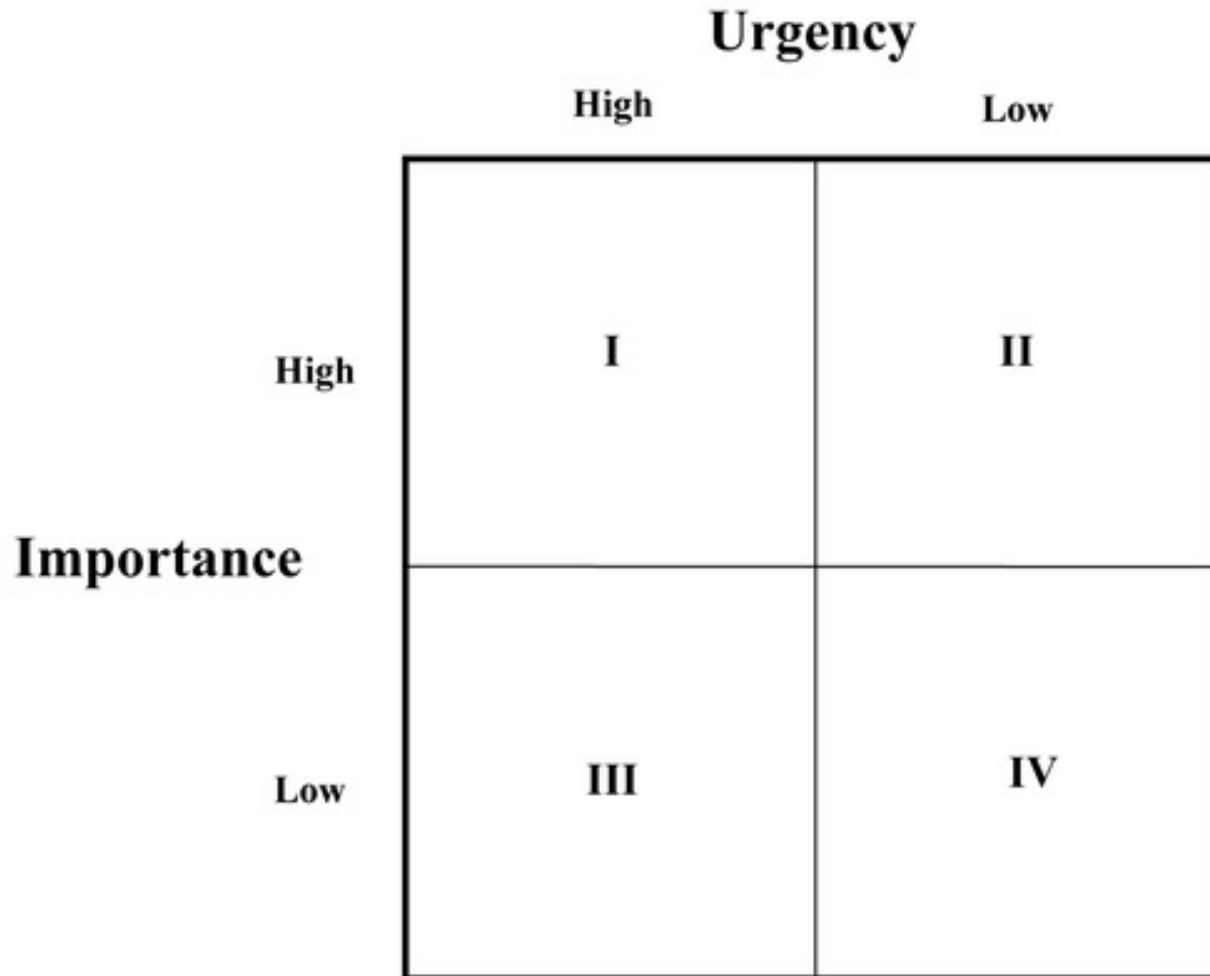 Urgency
High Low
High
I II
Importance
Low
III IV